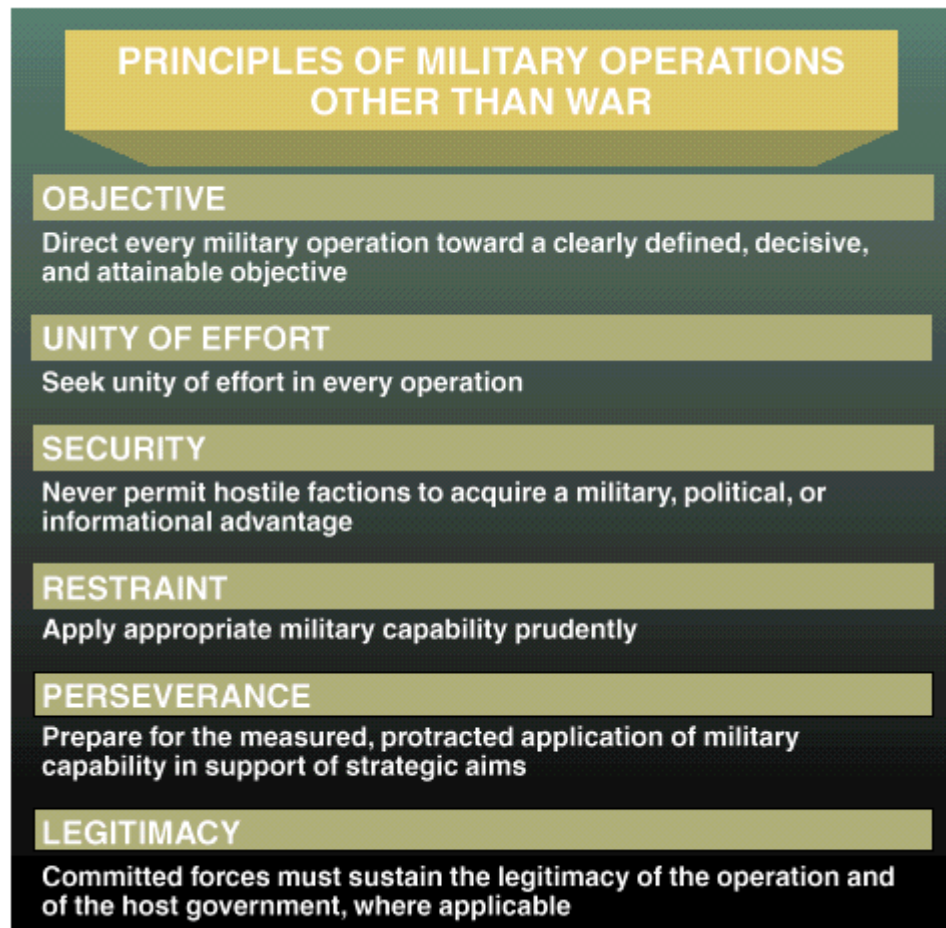 PRINCIPLES OF MILITARY OPERATIONS
OTHER THAN WAR
OBJECTIVE
Direct every military operation toward a clearly defined, decisive,
and attainable objective
UNITY OF EFFORT
Seek unity of effort in every operation
SECURITY
Never permit hostile factions to acquire a military, political, or
informational advantage
RESTRAINT
Apply appropriate military capability prudently
PERSEVERANCE
Prepare for the measured, protracted application of military
capability in support of strategic aims
LEGITIMACY
Committed forces must sustain the legitimacy of the operation and
of the host government, where applicable